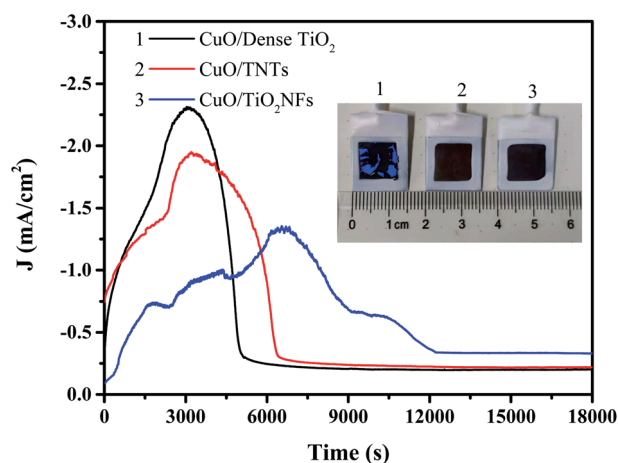 -3.0
-2.5
-2.0
-1.5
-1.0
-0.5
0.0
J (mA/cm²)
1 CuO/Dense TiO₂
2 CuO/TNTs
3 CuO/TiO₂NFs
1 2 3
0 1 cm 2 3 4 5 6
0 3000 6000 9000 12000 15000 18000
Time (s)